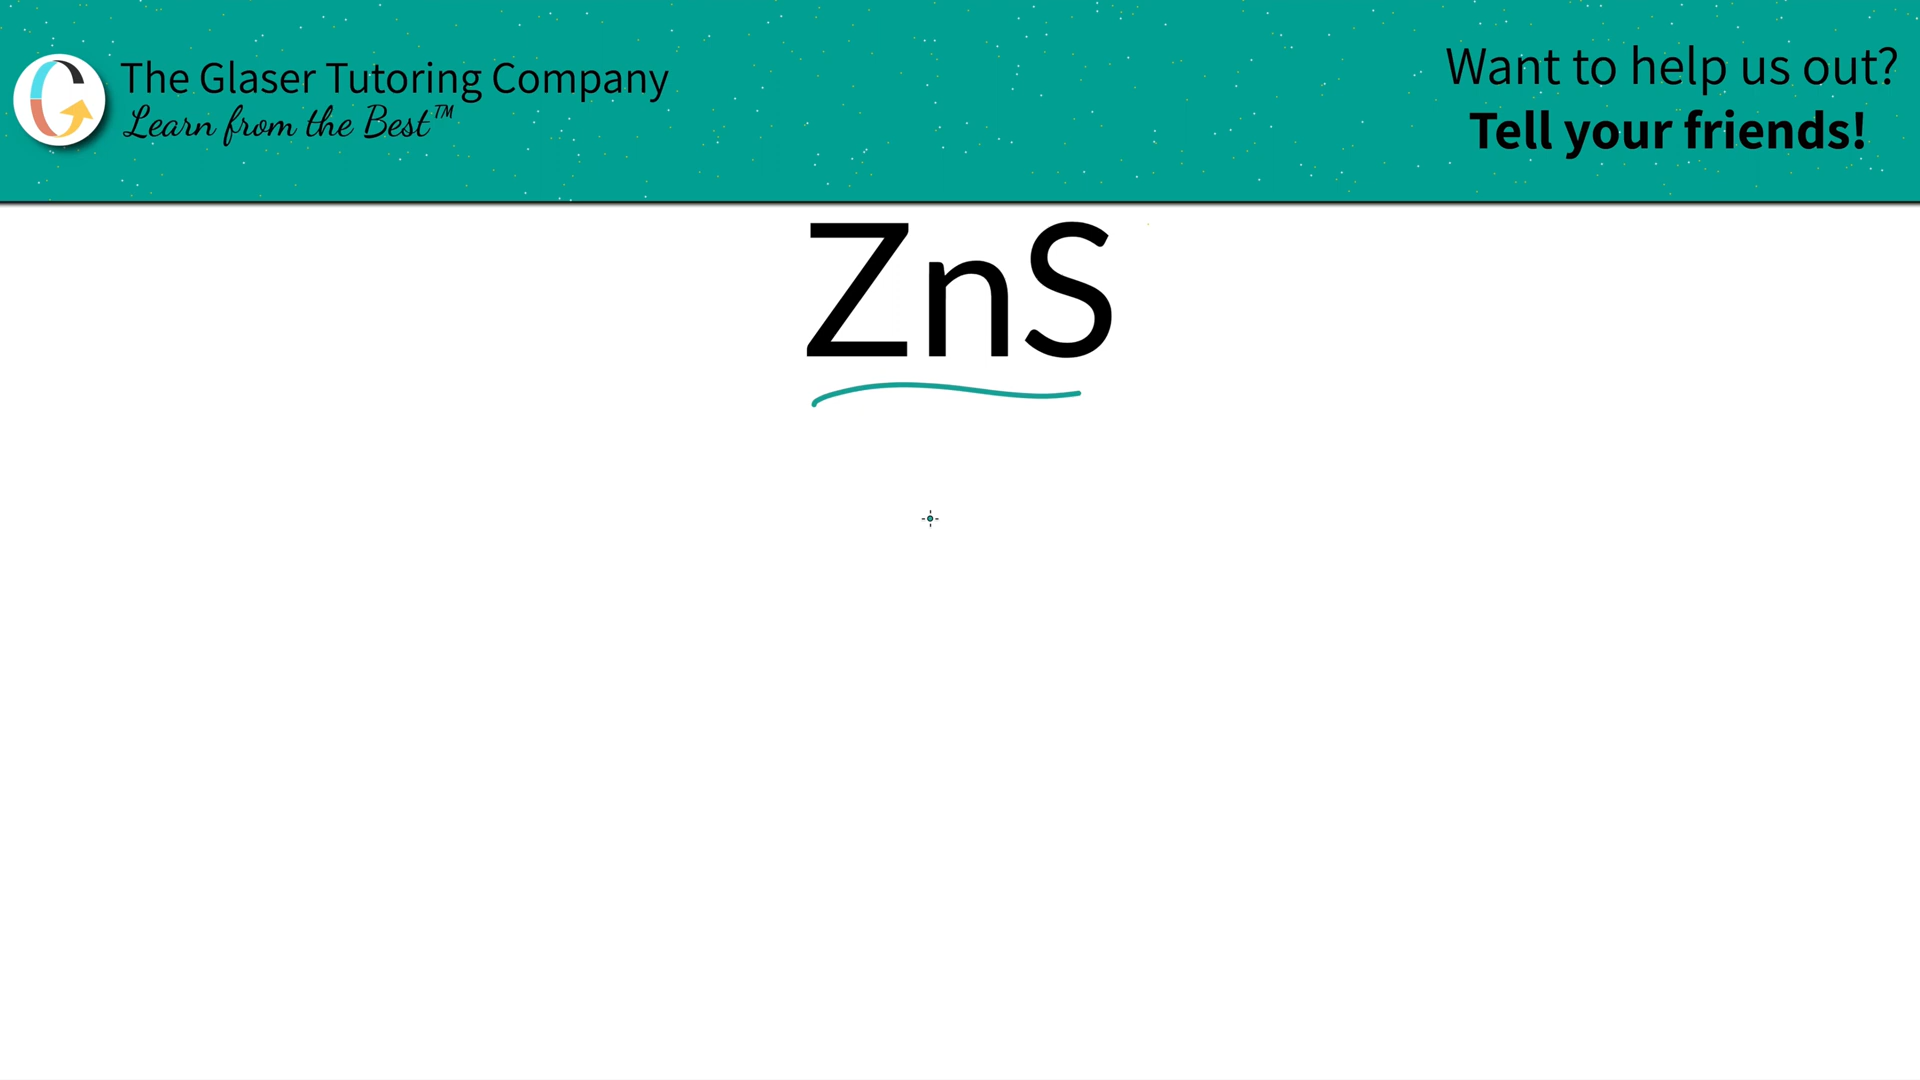 The Glaser Tutoring Company
Learn from the Best™
Want to help us out?
Tell your friends!
ZnS